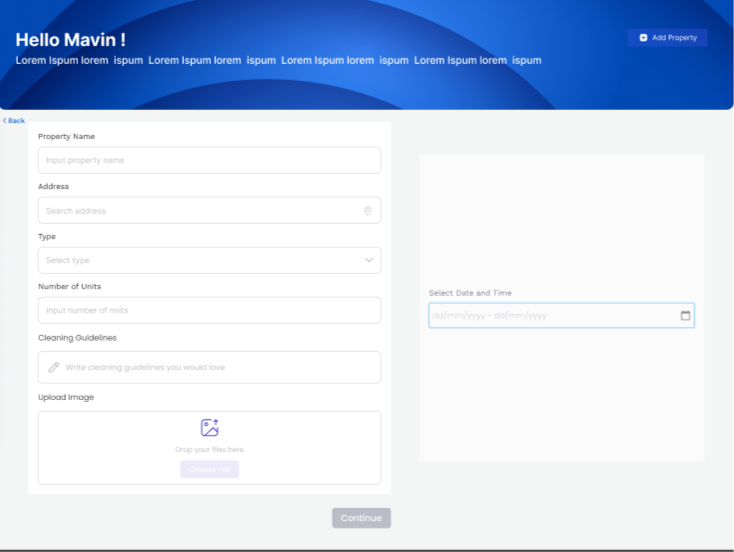 Hello Mavin !
Add Property
Lorem Ispum lorem ispum Lorem Ispum lorem ispum Lorem Ispum lorem ispum Lorem Ispum lorem ispum
< Back
Property Name
Input property name
Address
Search address
Type
Select type
Number of Units
Input number of nnits
Cleaning Guidelines
Write cleaning guidelines you would love
Upload Image
Drop your files here
Choose File
Select Date and Time
dd/mm/yyyy - dd/mm/yyyy
Continue